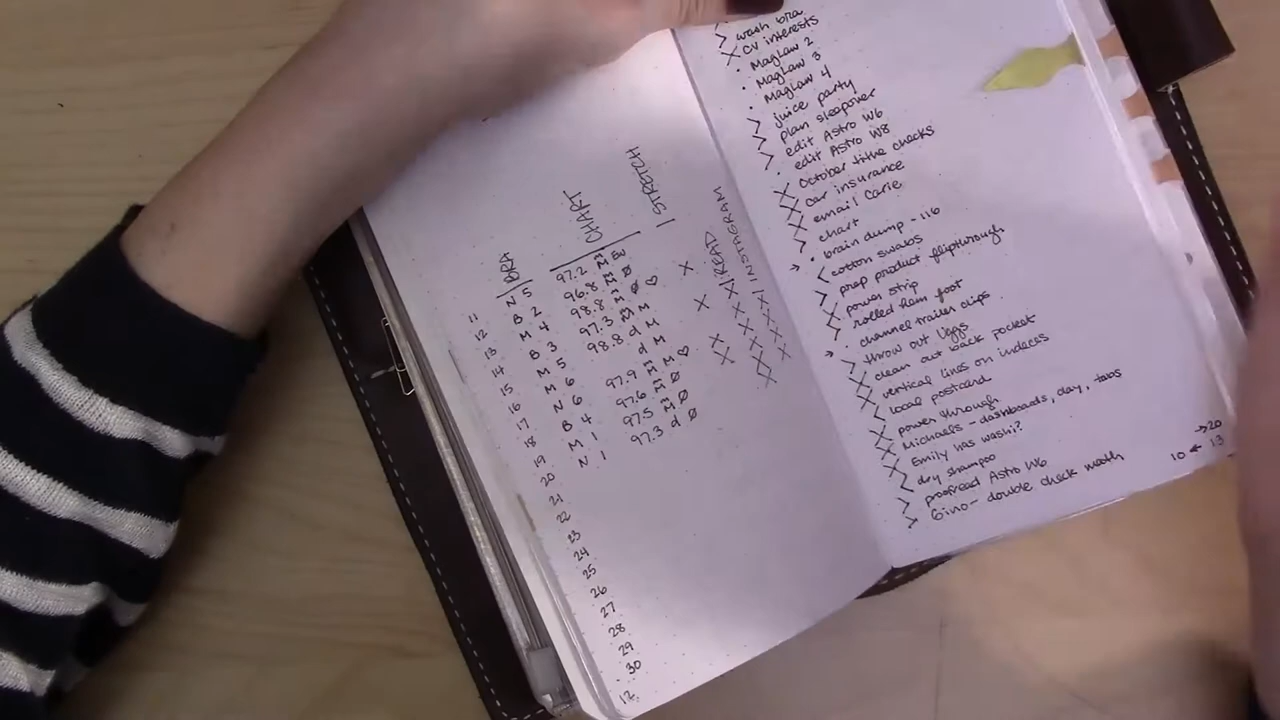 BRA CHART STRETCH READ INSTAGRAM
11 N 5 97.2 M
12 B 2 96.8 M Ø
13 M 4 98.8 M Ø ♡
14 B 3 97.3 M M
15 M 5 98.8 d M
16 M 6 d M
17 N 6 97.9 M M ♡
18 B 4 97.6 M Ø
19 M 1 97.5 M Ø
20 N 1 97.3 d Ø
21
22
23
24
25
26
27
28
29
30
> wash bra
X CV interests
• MagLaw 2
• MagLaw 3
• MagLaw 4
> juice party
> plan sleepover
> edit Astro W6
> edit Astro W8
X October tithe checks
X car insurance
X email Carie
> chart
• brain dump - 116
< cotton swabs
> prep product flipthrough
X power strip
X rolled hem foot
• channel trailer clips
> throw out Uggs
X clean out back pocket
X vertical lines on indexes
X local postcard
X power through
X Michaels - dashboards, day, tabs
X Emily has wash?
< dry shampoo
> proofread Astro W6
> Gino - double check math
→20
10 ← 13